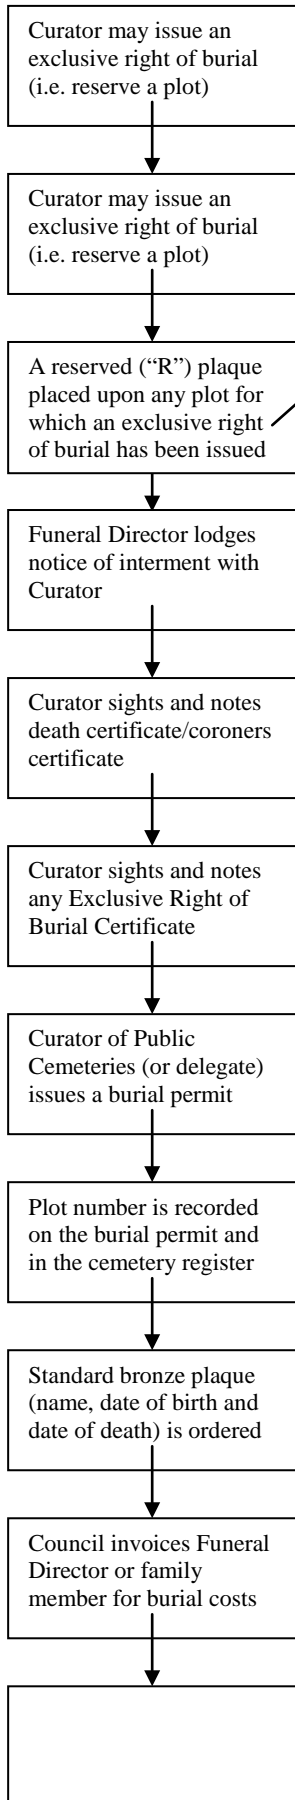 Curator may issue an
exclusive right of burial
(i.e. reserve a plot)
Curator may issue an
exclusive right of burial
(i.e. reserve a plot)
A reserved (“R”) plaque
placed upon any plot for
which an exclusive right
of burial has been issued
Funeral Director lodges
notice of interment with
Curator
Curator sights and notes
death certificate/coroners
certificate
Curator sights and notes
any Exclusive Right of
Burial Certificate
Curator of Public
Cemeteries (or delegate)
issues a burial permit
Plot number is recorded
on the burial permit and
in the cemetery register
Standard bronze plaque
(name, date of birth and
date of death) is ordered
Council invoices Funeral
Director or family
member for burial costs